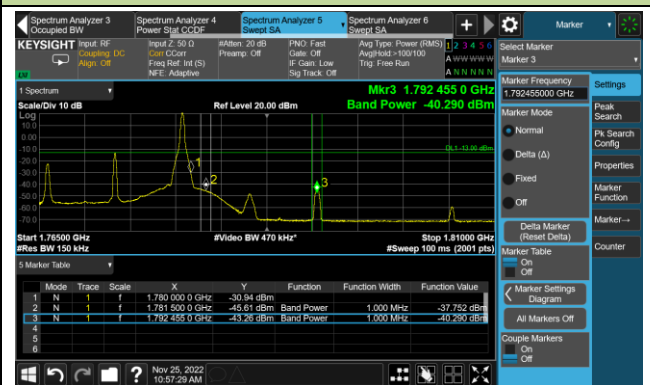 Spectrum Analyzer 3
Occupied BW
Spectrum Analyzer 4
Power Stat CCDF
Spectrum Analyzer 5
Swept SA
Spectrum Analyzer 6
Swept SA
+
Marker
KEYSIGHT
Input: RF
Coupling: DC
Align: Off
Input Z: 50 Ω
Corr CCorr
Freq Ref: Int (S)
NFE: Adaptive
#Atten: 20 dB
Preamp: Off
PNO: Fast
Gate: Off
IF Gain: Low
Sig Track: Off
Avg Type: Power (RMS)
Avg|Hold:>100/100
Trig: Free Run
1 2 3 4 5 6
A W W W W W
A N N N N N
LXI
Select Marker
Marker 3
1 Spectrum
Scale/Div 10 dB
Ref Level 20.00 dBm
Mkr3 1.792 455 0 GHz
Band Power -40.290 dBm
Log
10.0
0.00
-10.0
-20.0
-30.0
-40.0
-50.0
-60.0
-70.0
DL1 -13.00 dBm
1
2
3
Start 1.76500 GHz
#Res BW 150 kHz
#Video BW 470 kHz*
Stop 1.81000 GHz
#Sweep 100 ms (2001 pts)
5 Marker Table
Mode Trace Scale X Y Function Function Width Function Value
1 N 1 f 1.780 000 0 GHz -30.94 dBm
2 N 1 f 1.781 500 0 GHz -45.61 dBm Band Power 1.000 MHz -37.752 dBm
3 N 1 f 1.792 455 0 GHz -43.26 dBm Band Power 1.000 MHz -40.290 dBm
4
5
6
Marker Frequency
1.792455000 GHz
Marker Mode
Normal
Delta (Δ)
Fixed
Off
Delta Marker
(Reset Delta)
Marker Table
On
Off
Marker Settings
Diagram
All Markers Off
Couple Markers
On
Off
Settings
Peak
Search
Pk Search
Config
Properties
Marker
Function
Marker→
Counter
?
Nov 25, 2022
10:57:29 AM